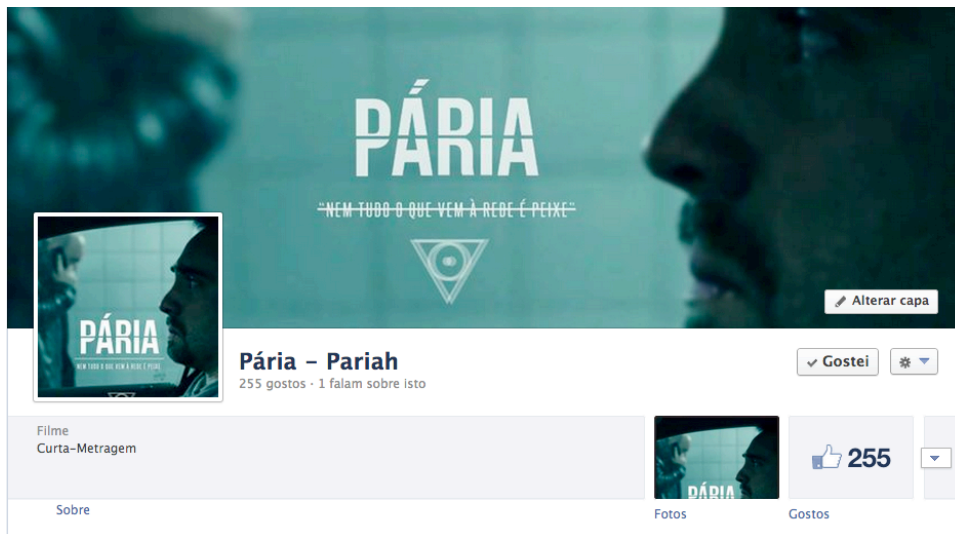 PÁRIA
"NEM TUDO O QUE VEM À REDE É PEIXE"
Alterar capa
PÁRIA
NEM TUDO O QUE VEM À REDE É PEIXE
Pária – Pariah
Gostei
255 gostos · 1 falam sobre isto
Filme
Curta-Metragem
PÁRIA
255
Sobre
Fotos
Gostos